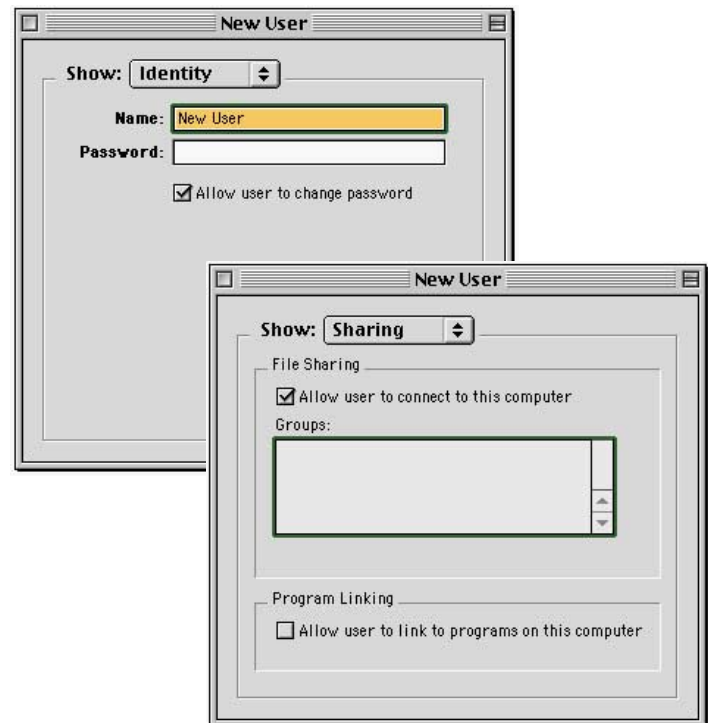 New User
Show: Identity
Name: New User
Password:
Allow user to change password
New User
Show: Sharing
File Sharing
Allow user to connect to this computer
Groups:
Program Linking
Allow user to link to programs on this computer